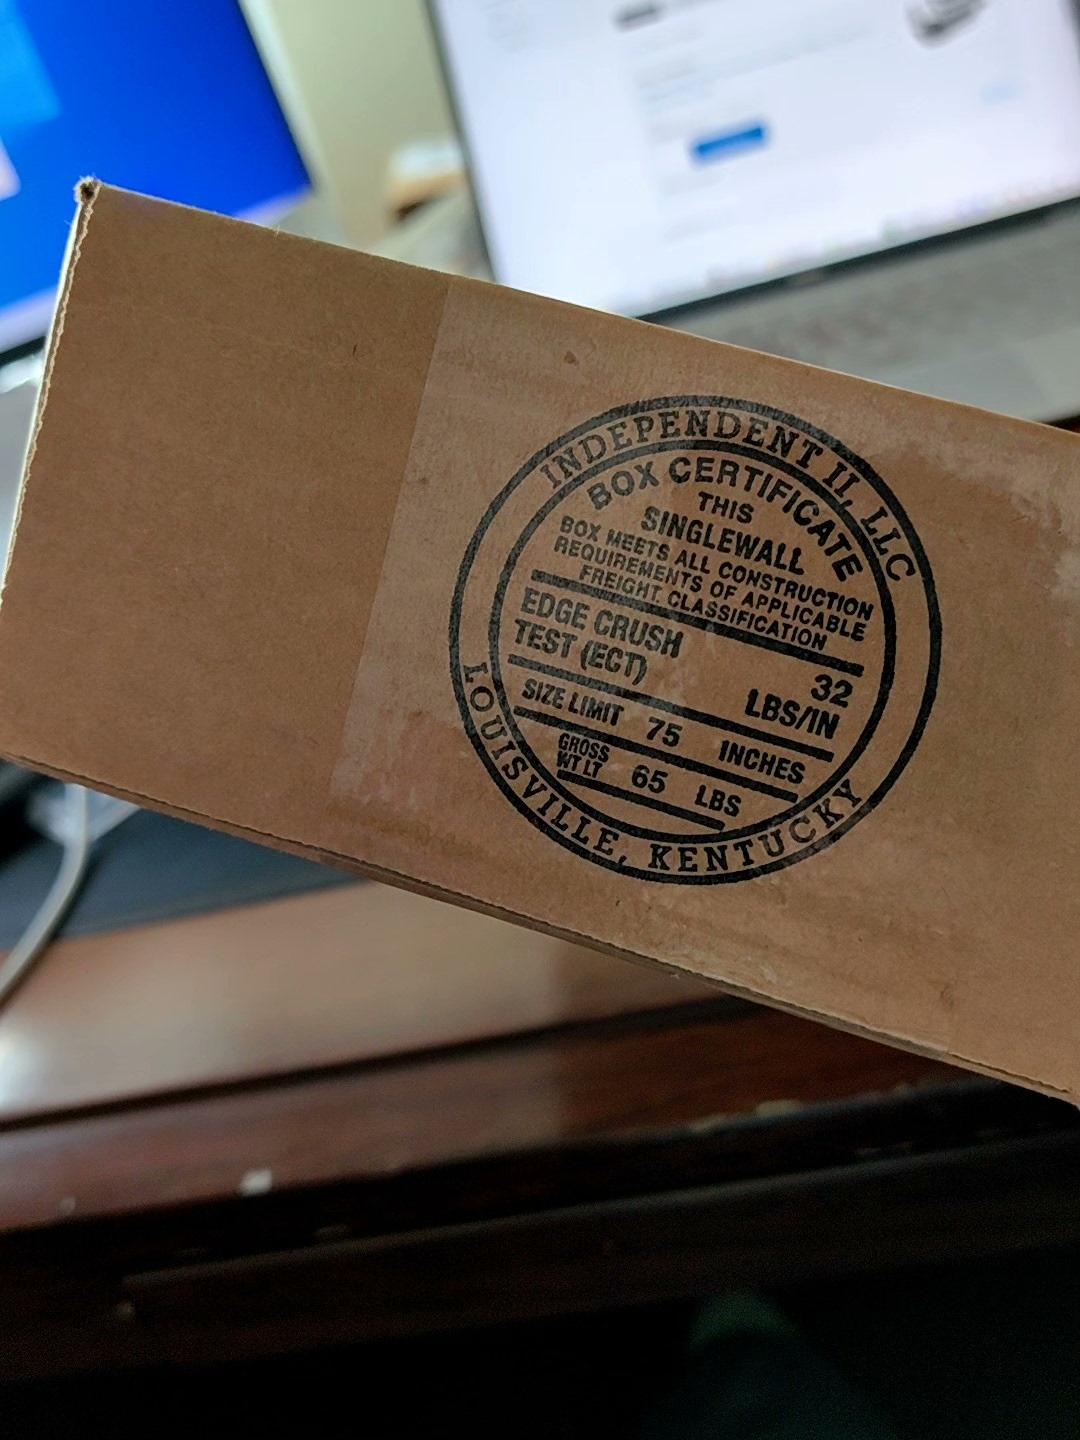 INDEPENDENT II, LLC
BOX CERTIFICATE
THIS
SINGLEWALL
BOX MEETS ALL CONSTRUCTION
REQUIREMENTS OF APPLICABLE
FREIGHT CLASSIFICATION
EDGE CRUSH
TEST (ECT)
32
LBS/IN
SIZE LIMIT 75 INCHES
GROSS
WT LT 65 LBS
LOUISVILLE, KENTUCKY